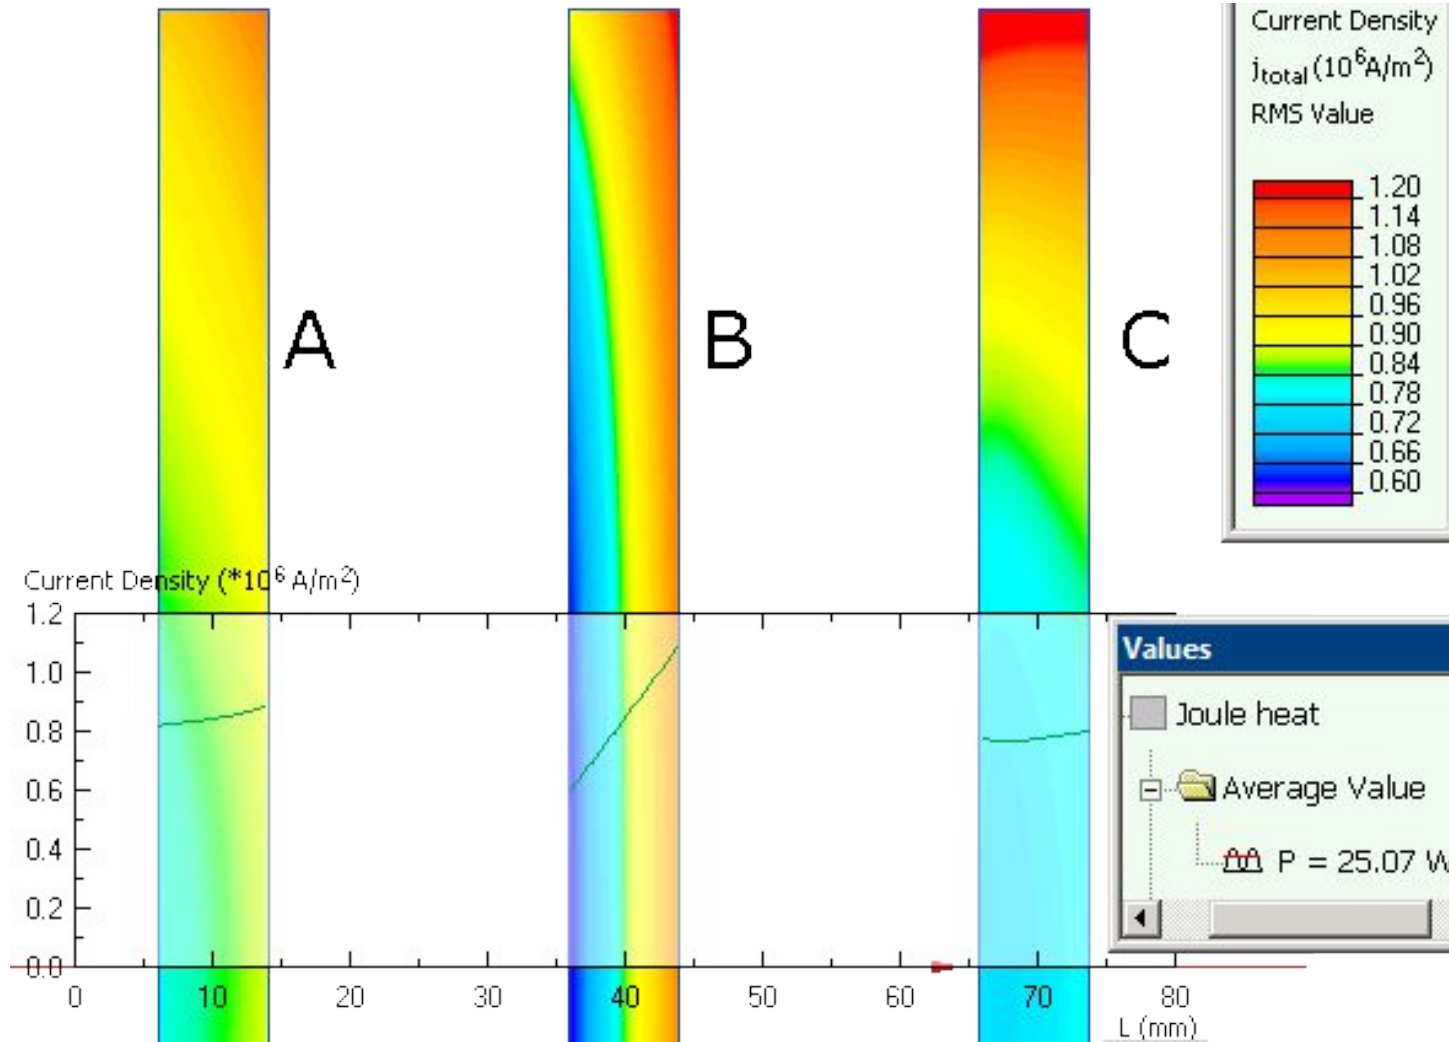 Current Density
jtotal (10⁶A/m²)
RMS Value
1.20
1.14
1.08
1.02
0.96
0.90
0.84
0.78
0.72
0.66
0.60
A
B
C
Current Density (*10⁶ A/m²)
1.2
1.0
0.8
0.6
0.4
0.2
0.0
0
10
20
30
40
50
60
70
80
L (mm)
Values
Joule heat
Average Value
P = 25.07 W